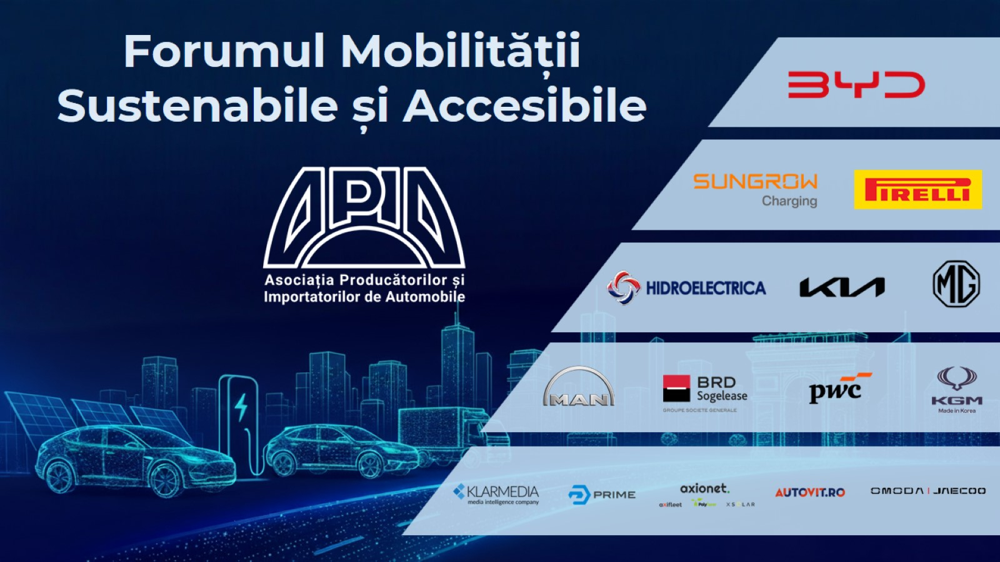 Forumul Mobilității
Sustenabile și Accesibile
APIA
Asociația Producătorilor și
Importatorilor de Automobile
BYD
SUNGROW
Charging
PIRELLI
HIDROELECTRICA
KIA
MG
MAN
BRD
Sogelease
GROUPE SOCIETE GENERALE
pwc
KGM
Made in Korea
KLARMEDIA
media intelligence company
PRIME
axionet.
axifleet
XSOLAR
AUTOVIT.RO
OMODA | JAECOO